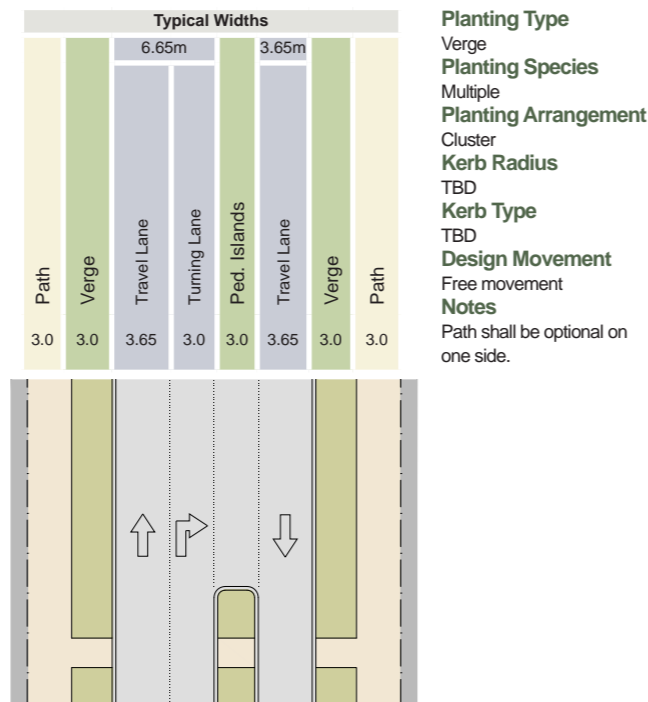 Typical Widths
6.65m 3.65m
Path Verge Travel Lane Turning Lane Ped. Islands Travel Lane Verge Path
3.0 3.0 3.65 3.0 3.0 3.65 3.0 3.0
Planting Type
Verge
Planting Species
Multiple
Planting Arrangement
Cluster
Kerb Radius
TBD
Kerb Type
TBD
Design Movement
Free movement
Notes
Path shall be optional on
one side.